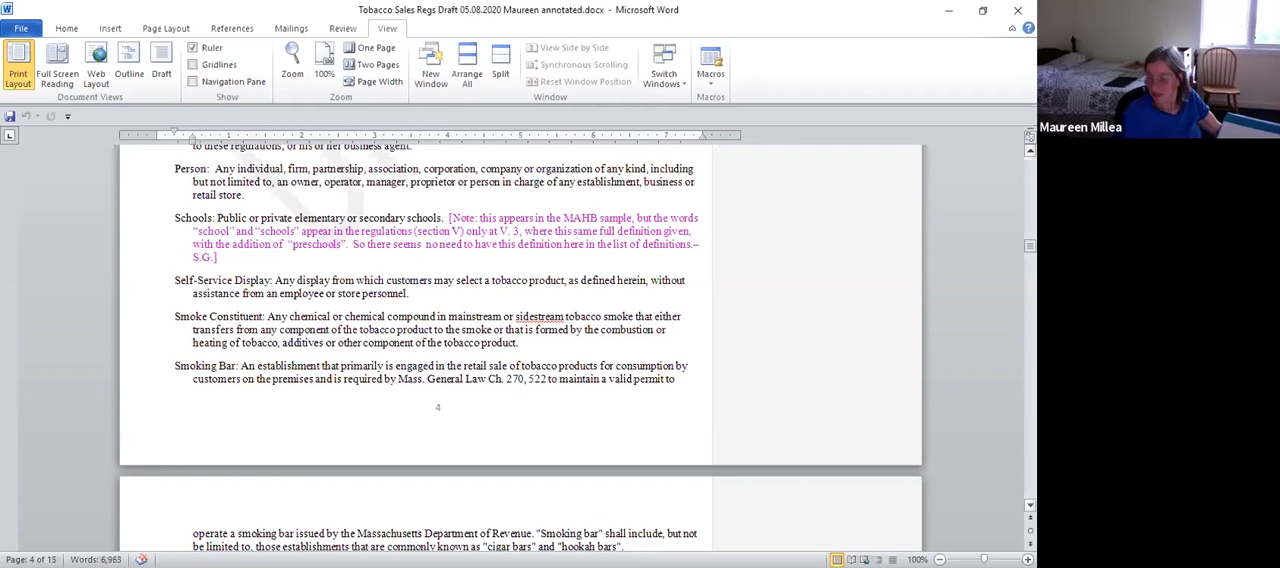 Tobacco Sales Regs Draft 05.08.2020 Maureen annotated.docx - Microsoft Word
File Home Insert Page Layout References Mailings Review View
Print Layout
Full Screen Reading
Web Layout
Outline
Draft
Document Views
Ruler
Gridlines
Navigation Pane
Show
Zoom
100%
One Page
Two Pages
Page Width
Zoom
New Window
Arrange All
Split
View Side by Side
Synchronous Scrolling
Reset Window Position
Window
Switch Windows
Macros
Macros
Maureen Millea
1 2 3 4 5 6 7
to these regulations, or his or her business agent.
Person: Any individual, firm, partnership, association, corporation, company or organization of any kind, including
but not limited to, an owner, operator, manager, proprietor or person in charge of any establishment, business or
retail store.
Schools: Public or private elementary or secondary schools. [Note: this appears in the MAHB sample, but the words
“school” and “schools” appear in the regulations (section V) only at V. 3, where this same full definition given,
with the addition of “preschools”. So there seems no need to have this definition here in the list of definitions.–
S.G.]
Self-Service Display: Any display from which customers may select a tobacco product, as defined herein, without
assistance from an employee or store personnel.
Smoke Constituent: Any chemical or chemical compound in mainstream or sidestream tobacco smoke that either
transfers from any component of the tobacco product to the smoke or that is formed by the combustion or
heating of tobacco, additives or other component of the tobacco product.
Smoking Bar: An establishment that primarily is engaged in the retail sale of tobacco products for consumption by
customers on the premises and is required by Mass. General Law Ch. 270, 522 to maintain a valid permit to
4
operate a smoking bar issued by the Massachusetts Department of Revenue. "Smoking bar" shall include, but not
be limited to, those establishments that are commonly known as "cigar bars" and "hookah bars".
Page: 4 of 15 Words: 6,963 100%